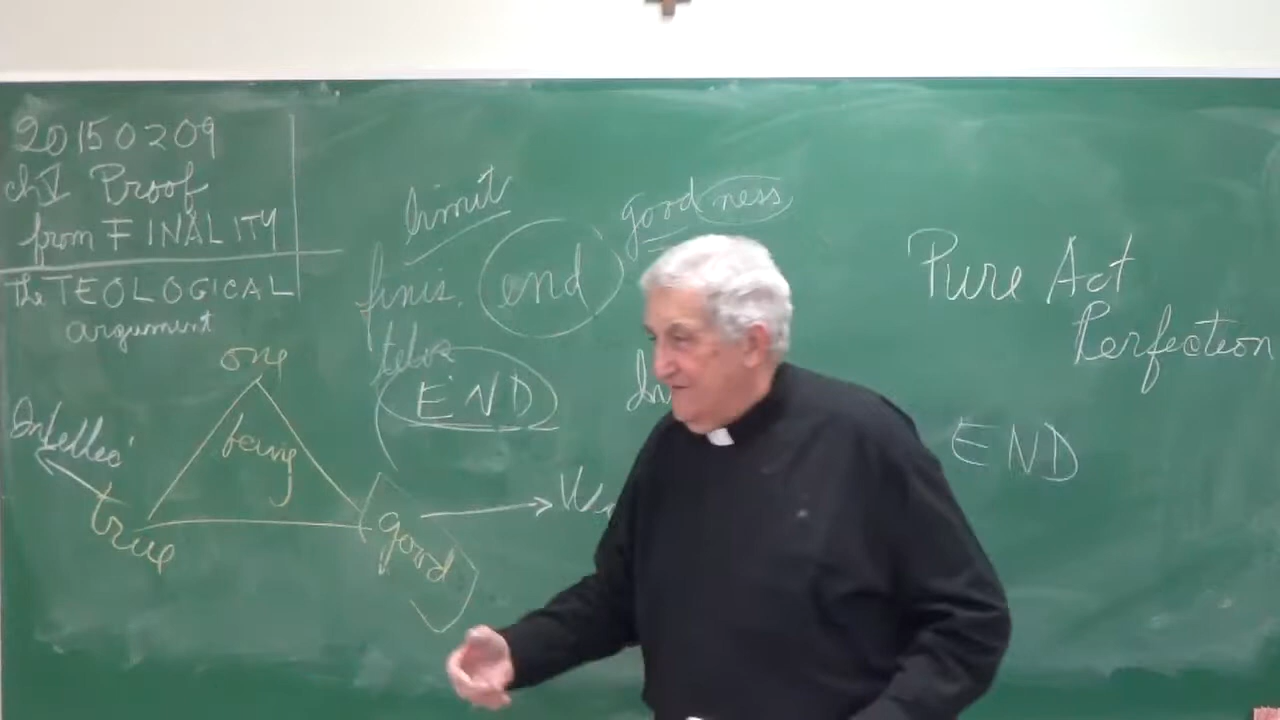 20150209
ch V Proof
from FINALITY
the TEOLOGICAL
argument
limit
goodness
finis.
end
telos
END
one
being
true
good
Pure Act
Perfection
END